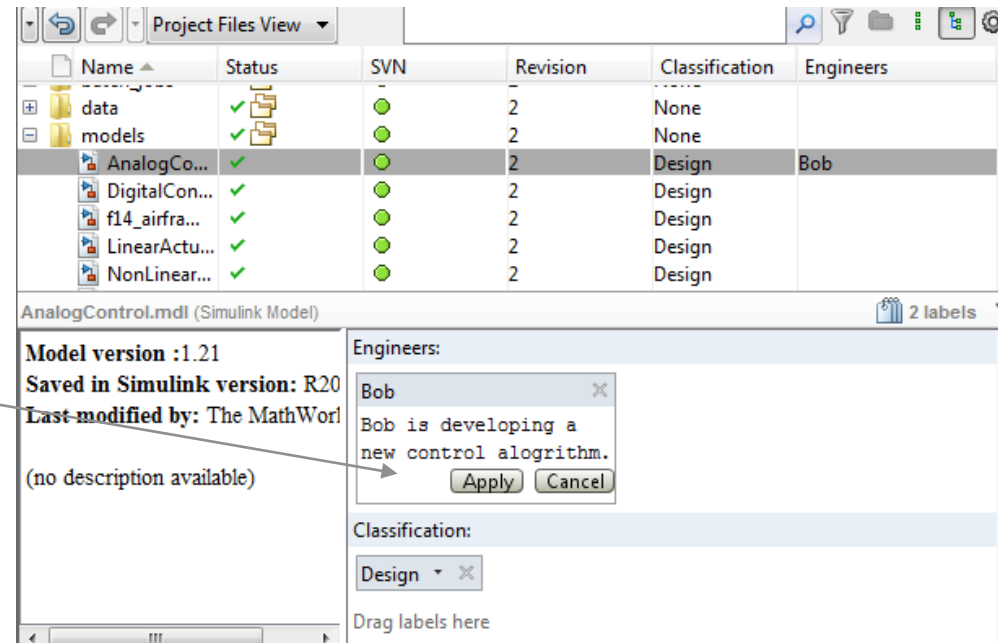 Project Files View
Name Status SVN Revision Classification Engineers
data 2 None
models 2 None
AnalogCo... 2 Design Bob
DigitalCon... 2 Design
f14_airfra... 2 Design
LinearActu... 2 Design
NonLinear... 2 Design
AnalogControl.mdl (Simulink Model) 2 labels
Model version :1.21
Saved in Simulink version: R20
Last modified by: The MathWorl
(no description available)
Engineers:
Bob
Bob is developing a
new control alogrithm.
Apply Cancel
Classification:
Design
Drag labels here